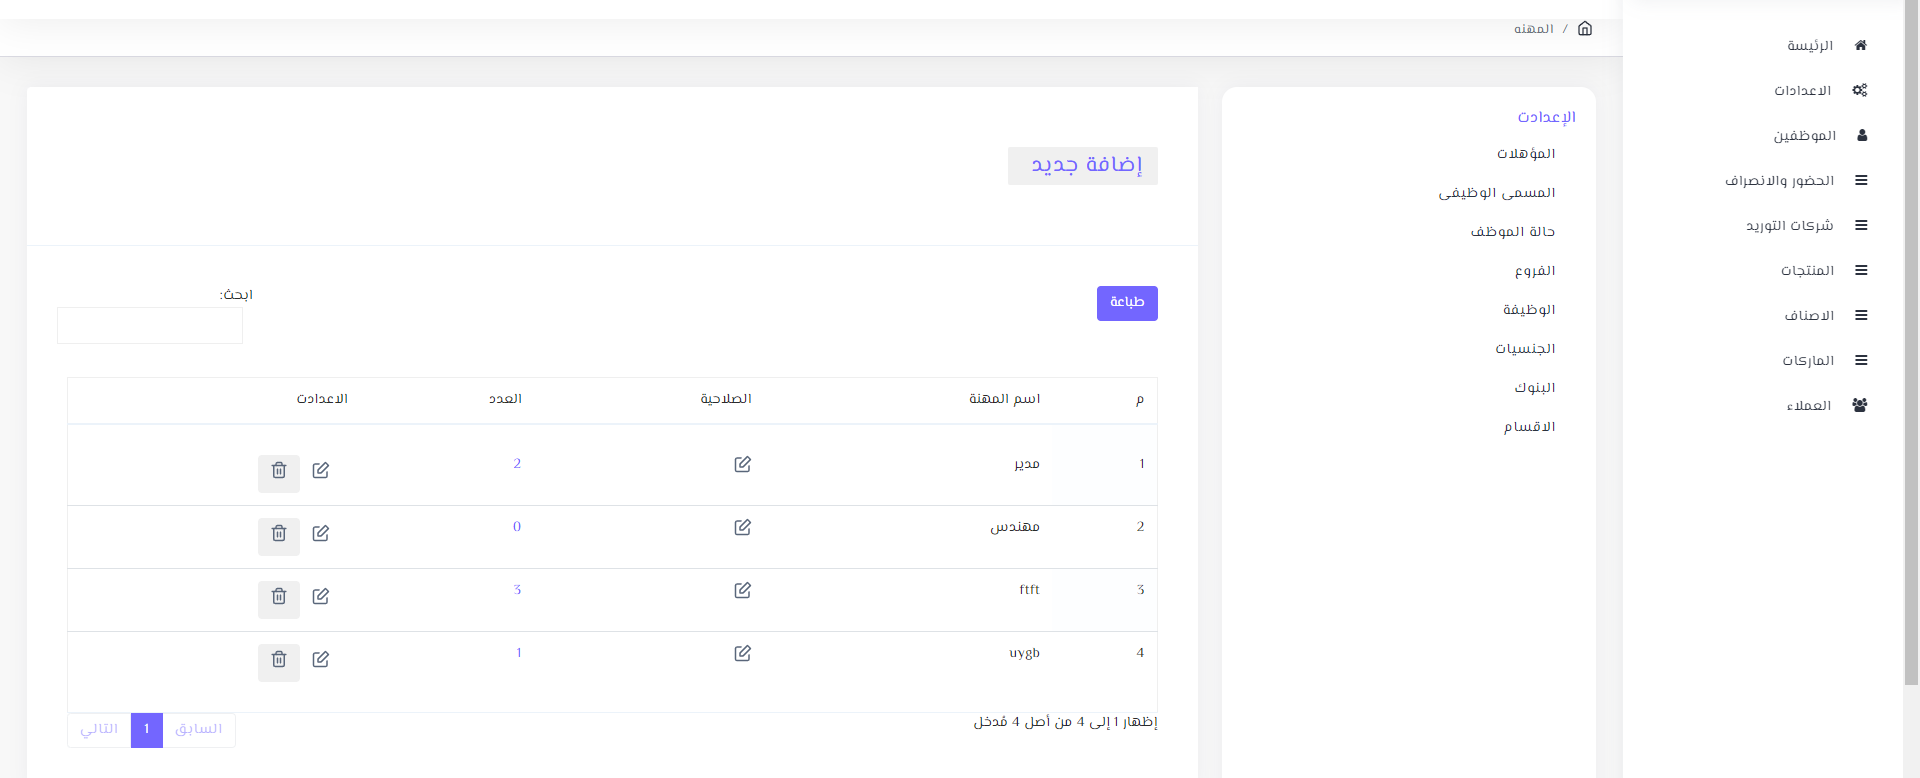 الرئيسة
الاعدادات
الموظفين
الحضور والانصراف
شركات التوريد
المنتجات
الاصناف
الماركات
العملاء
/ المهنه
الإعدادت
المؤهلات
المسمى الوظيفى
حالة الموظف
الفروع
الوظيفة
الجنسيات
البنوك
الاقسام
إضافة جديد
طباعة
ابحث:
م اسم المهنة الصلاحية العدد الاعدادت
1 مدير 2
2 مهندس 0
3 ftft 3
4 uygb 1
إظهار 1 إلى 4 من أصل 4 مُدخل
السابق 1 التالي